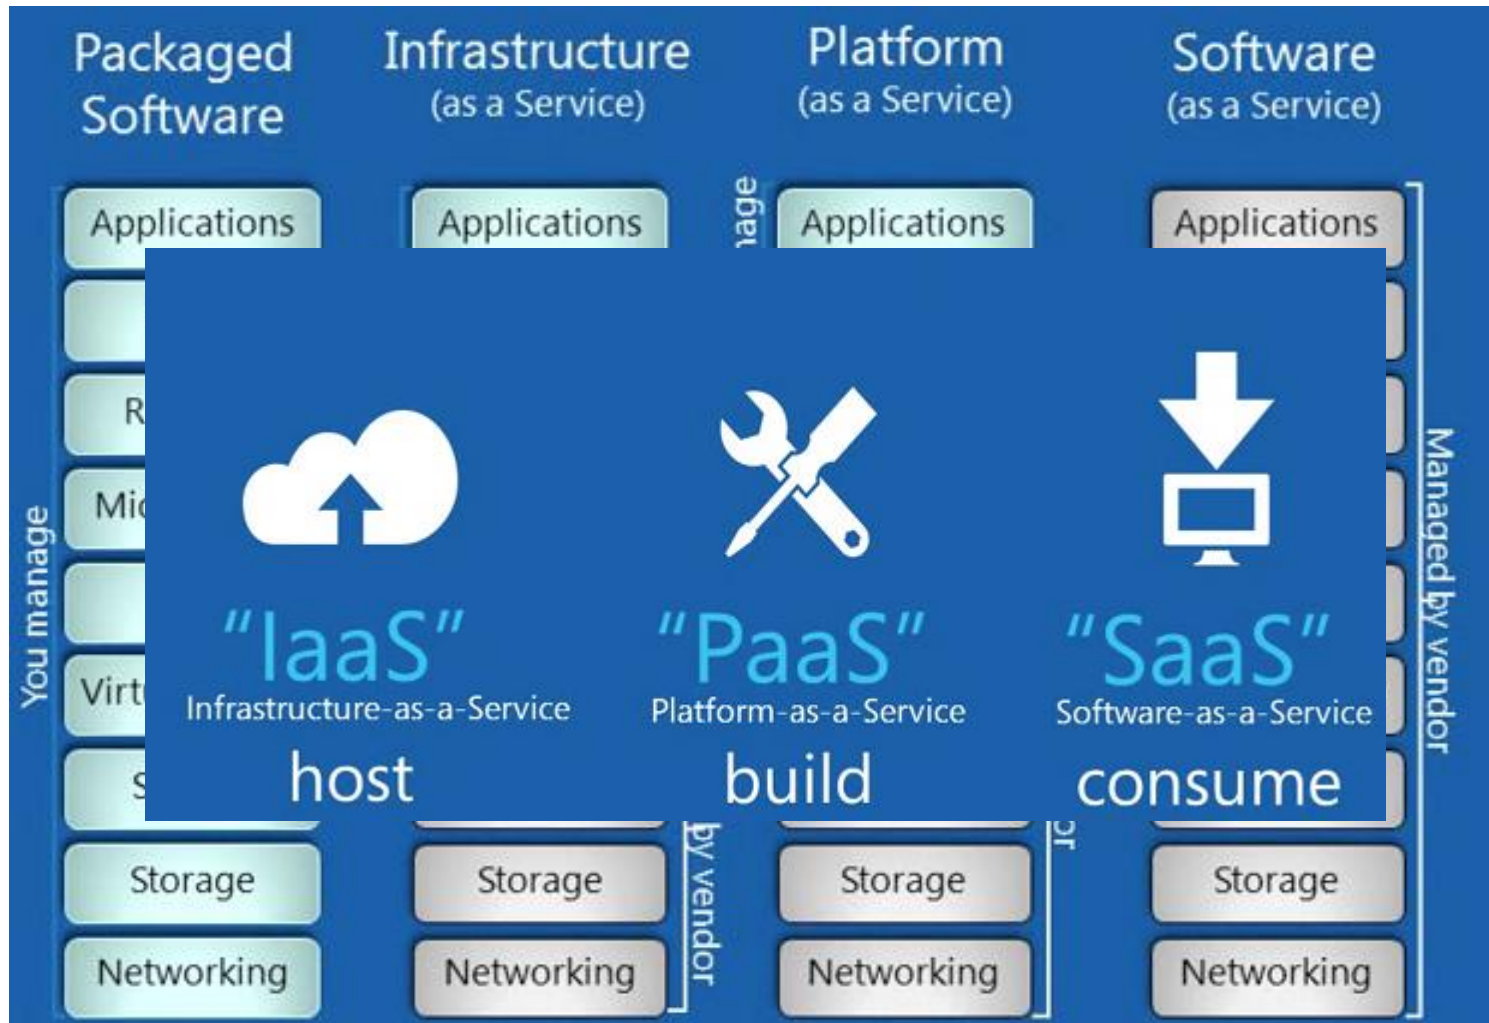 Packaged
Software
Infrastructure
(as a Service)
Platform
(as a Service)
Software
(as a Service)
Applications
Applications
Applications
Applications
You manage
Managed by vendor
"IaaS"
Infrastructure-as-a-Service
host
"PaaS"
Platform-as-a-Service
build
"SaaS"
Software-as-a-Service
consume
by vendor
Storage
Storage
Storage
Storage
Networking
Networking
Networking
Networking